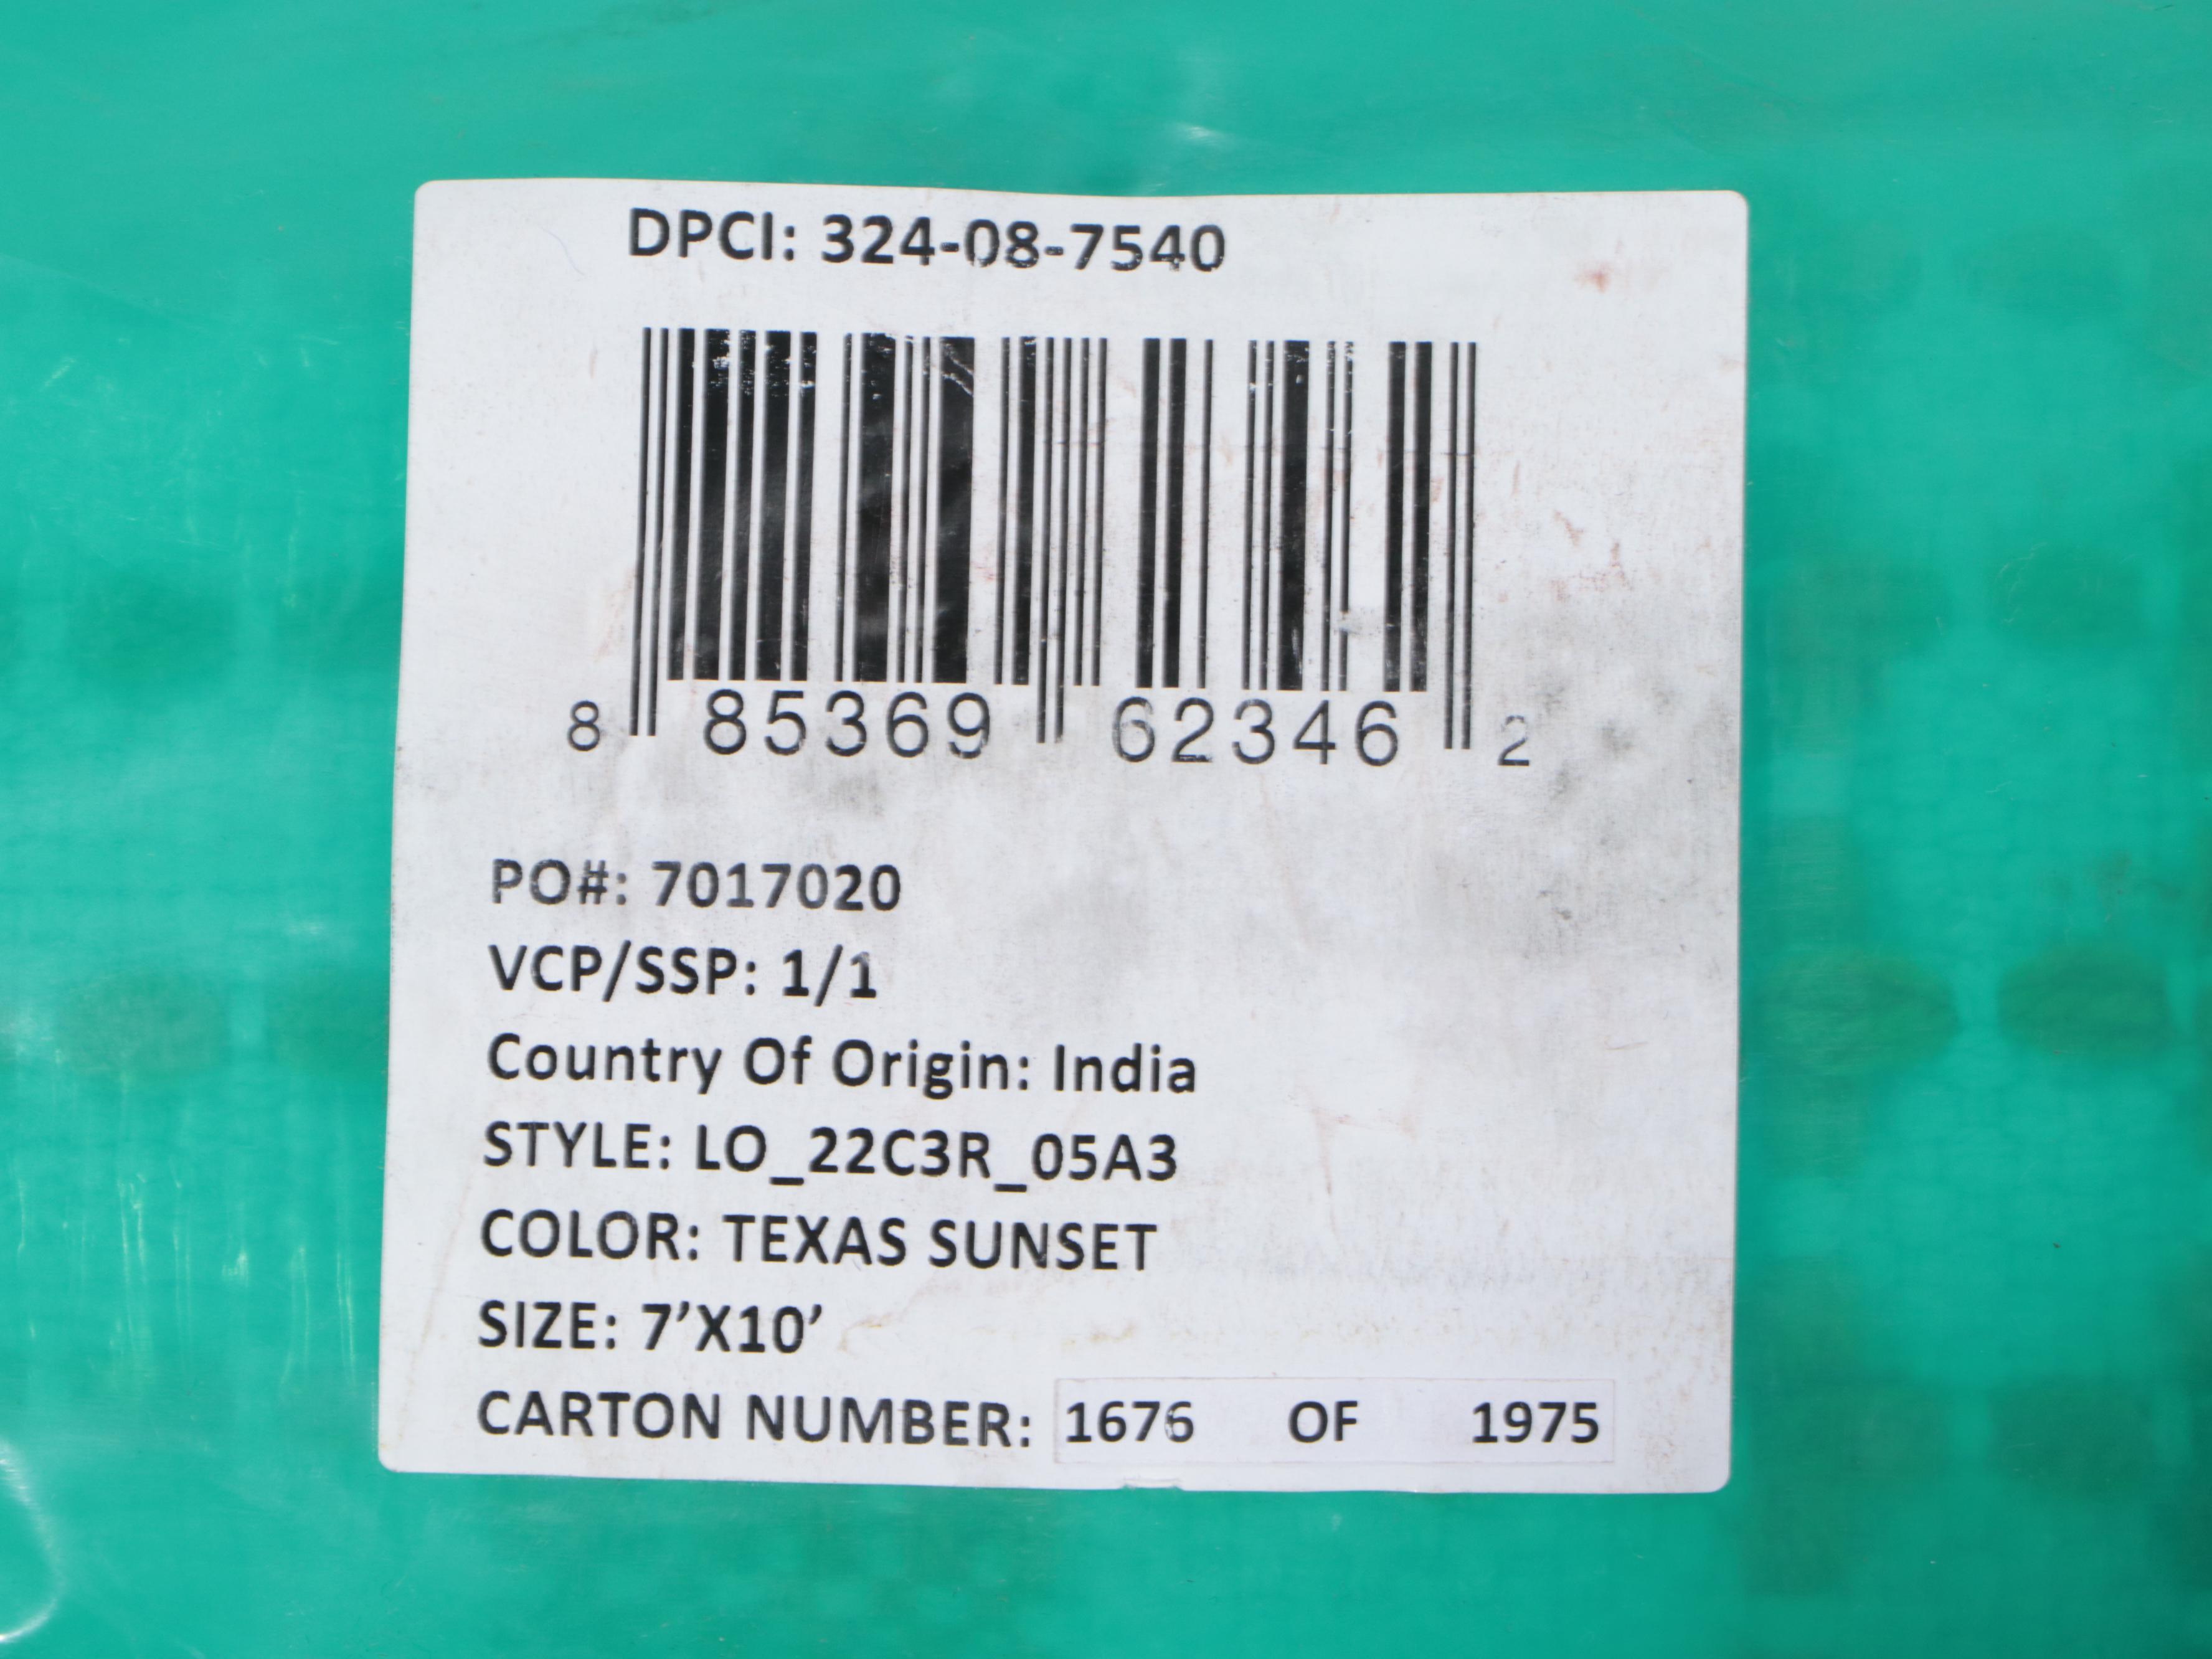 DPCI: 324-08-7540
8 85369 62346 2
PO#: 7017020
VCP/SSP: 1/1
Country Of Origin: India
STYLE: LO_22C3R_05A3
COLOR: TEXAS SUNSET
SIZE: 7'X10'
CARTON NUMBER: 1676 OF 1975